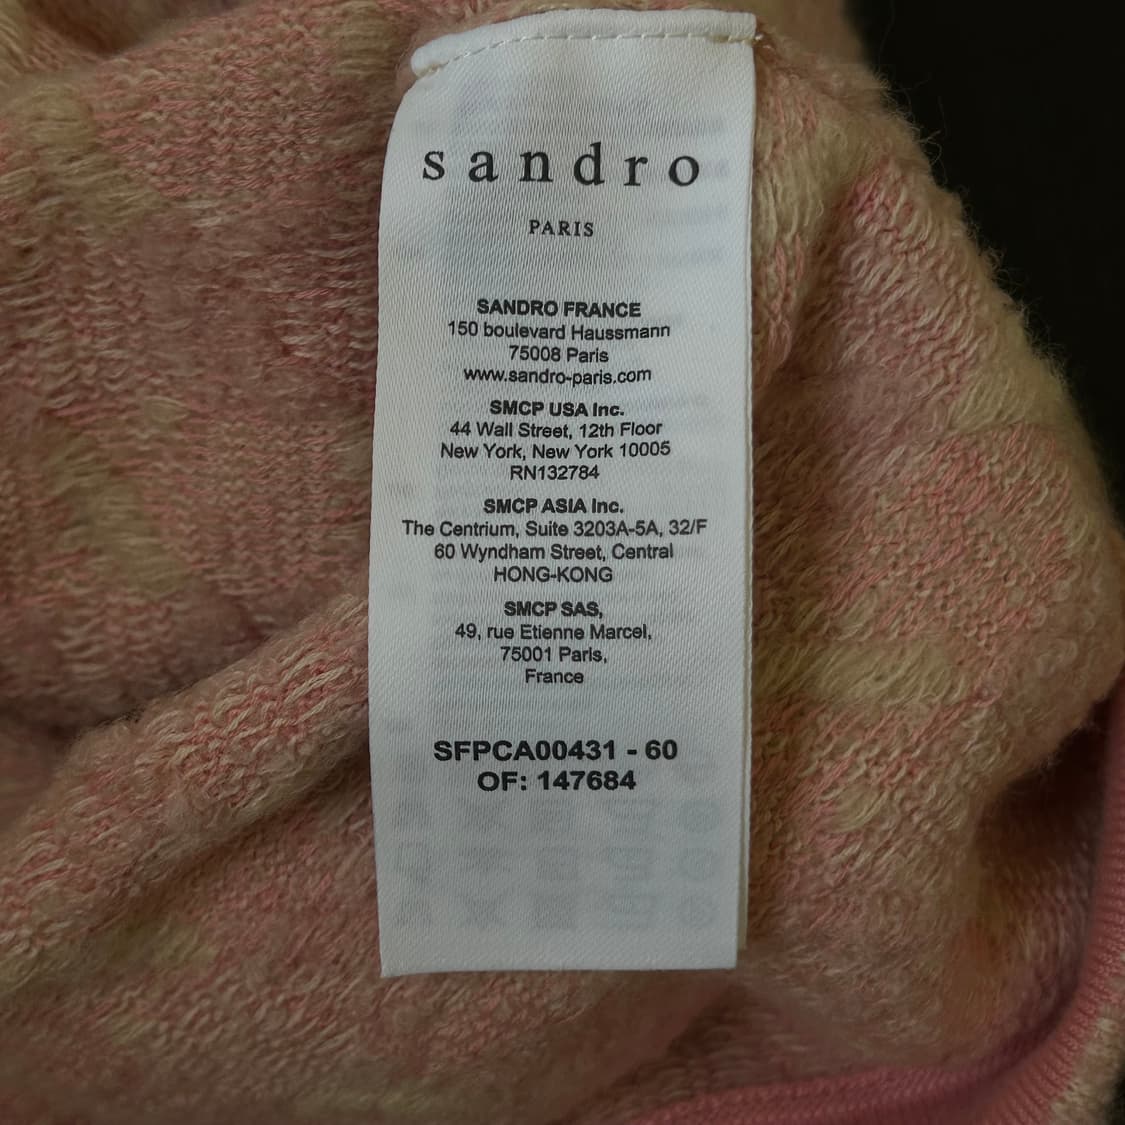 sandro
PARIS
SANDRO FRANCE
150 boulevard Haussmann
75008 Paris
www.sandro-paris.com
SMCP USA Inc.
44 Wall Street, 12th Floor
New York, New York 10005
RN132784
SMCP ASIA Inc.
The Centrium, Suite 3203A-5A, 32/F
60 Wyndham Street, Central
HONG-KONG
SMCP SAS,
49, rue Etienne Marcel,
75001 Paris,
France
SFPCA00431 - 60
OF: 147684